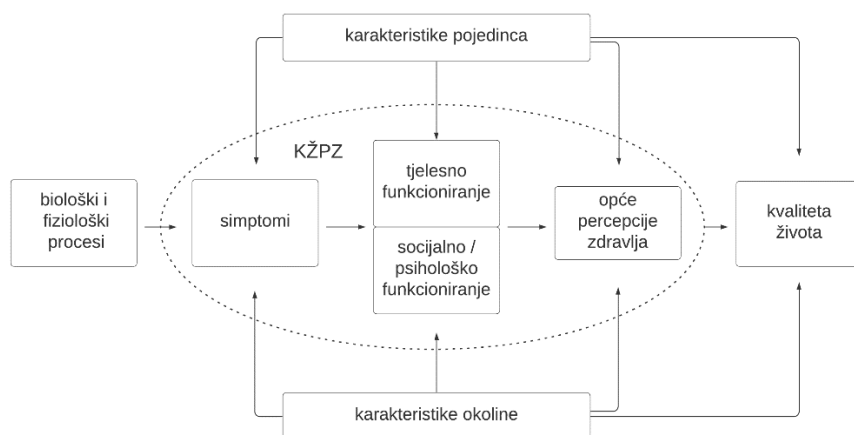 karakteristike pojedinca
KŽPZ
biološki i
fiziološki
procesi
simptomi
tjelesno
funkcioniranje
socijalno /
psihološko
funkcioniranje
opće
percepcije
zdravlja
kvaliteta
života
karakteristike okoline